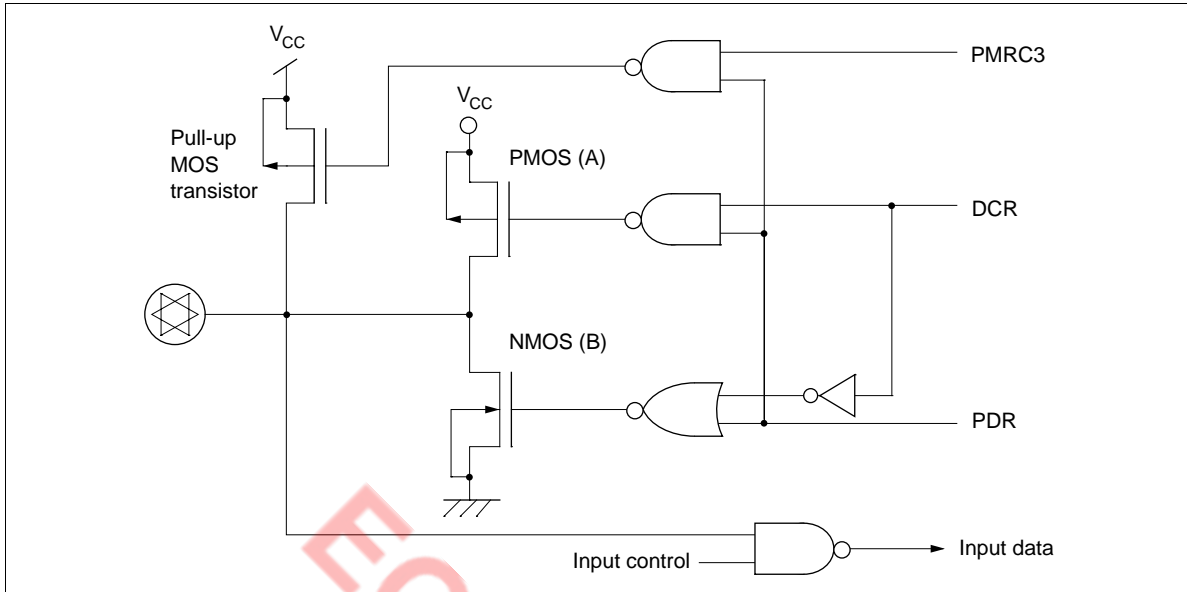 VCC
PMRC3
VCC
Pull-up
MOS
transistor
PMOS (A)
DCR
NMOS (B)
PDR
Input control
Input data